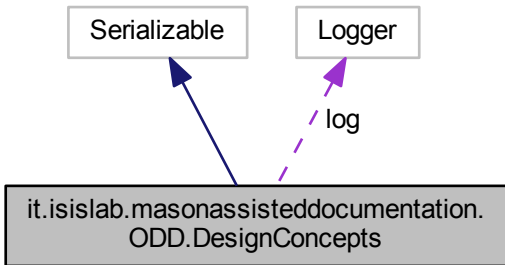 Serializable
Logger
log
it.isislab.masonassisteddocumentation.
ODD.DesignConcepts